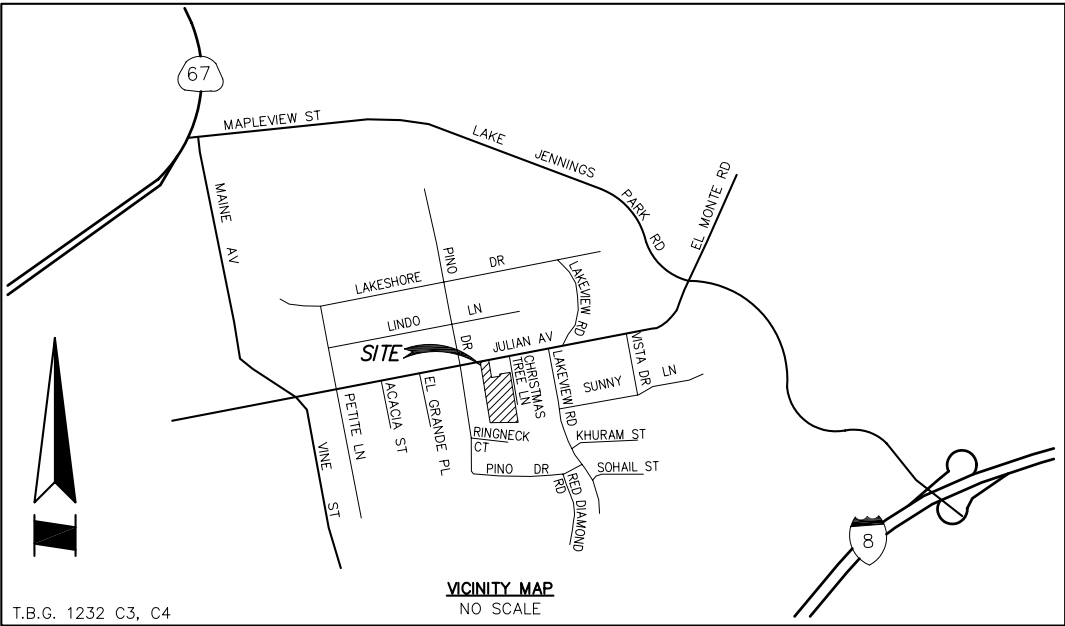 67
MAPLEVIEW ST
LAKE
JENNINGS
PARK RD
EL MONTE RD
MAINE AV
PINO
DR
LAKESHORE
DR
LAKEVIEW RD
LINDO
LN
SITE
JULIAN AV
CHRISTMAS
TREE LN
LAKEVIEW RD
VISTA DR
SUNNY
LN
PETITE LN
ACACIA ST
EL GRANDE PL
RINGNECK
CT
KHURAM ST
VINE ST
PINO DR
SOHAIL ST
RED DIAMOND
RD
8
N
VICINITY MAP
NO SCALE
T.B.G. 1232 C3, C4